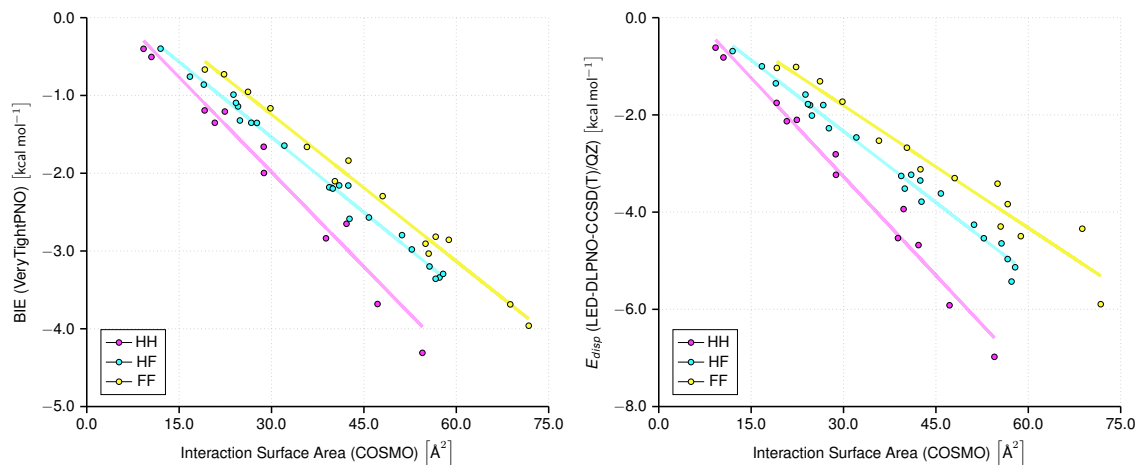 0.0
−1.0
−2.0
−3.0
−4.0
−5.0
BIE (VeryTightPNO) [kcal mol⁻¹]
HH
HF
FF
0.0 15.0 30.0 45.0 60.0 75.0
Interaction Surface Area (COSMO) [Å²]
0.0
−2.0
−4.0
−6.0
−8.0
E_disp (LED-DLPNO-CCSD(T)/QZ) [kcal mol⁻¹]
HH
HF
FF
0.0 15.0 30.0 45.0 60.0 75.0
Interaction Surface Area (COSMO) [Å²]